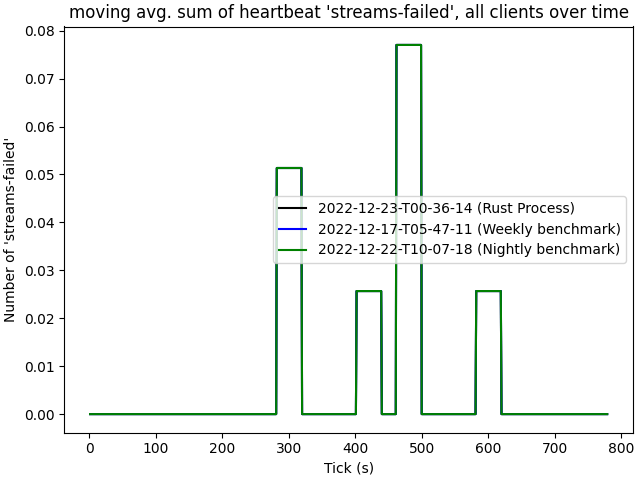 moving avg. sum of heartbeat 'streams-failed', all clients over time
Number of 'streams-failed'
0.08
0.07
0.06
0.05
0.04
0.03
0.02
0.01
0.00
2022-12-23-T00-36-14 (Rust Process)
2022-12-17-T05-47-11 (Weekly benchmark)
2022-12-22-T10-07-18 (Nightly benchmark)
0 100 200 300 400 500 600 700 800
Tick (s)